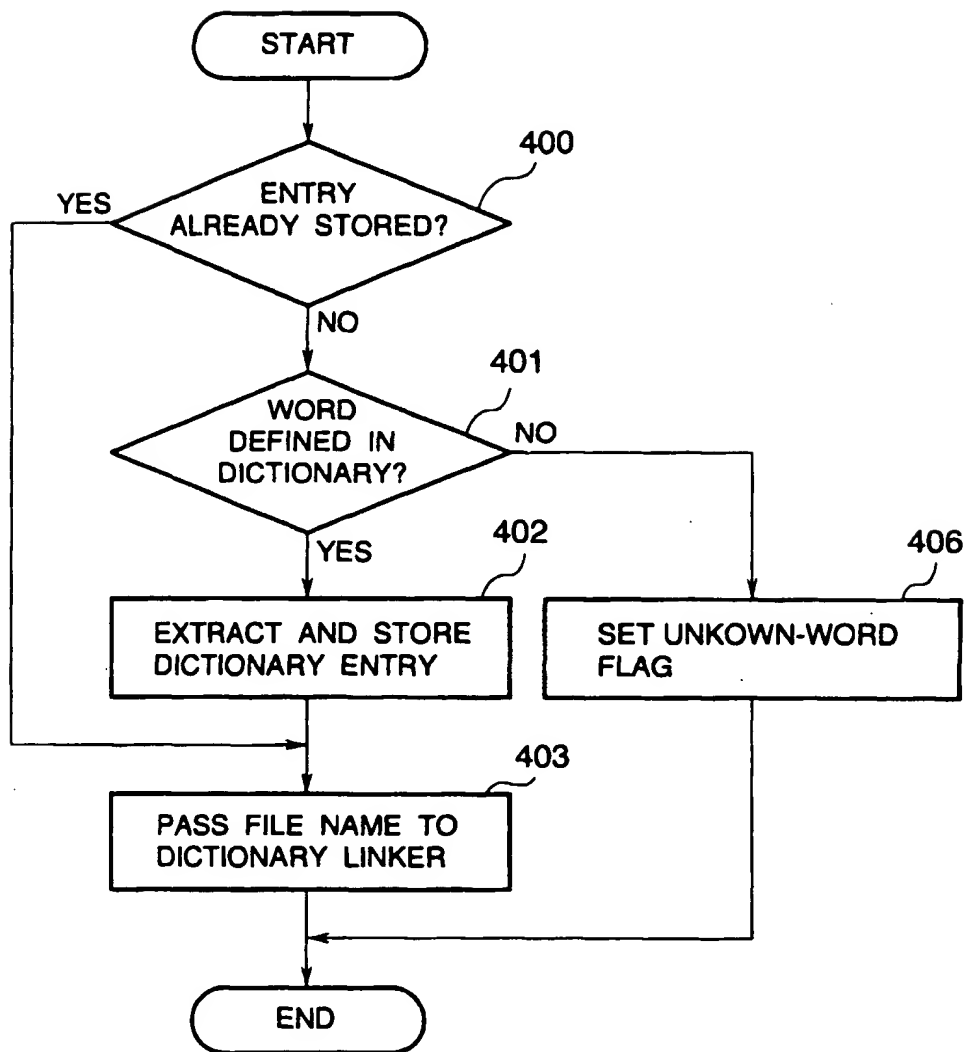 START
400
ENTRY
ALREADY STORED?
YES
NO
401
WORD
DEFINED IN
DICTIONARY?
NO
YES
402
EXTRACT AND STORE
DICTIONARY ENTRY
406
SET UNKOWN-WORD
FLAG
403
PASS FILE NAME TO
DICTIONARY LINKER
END